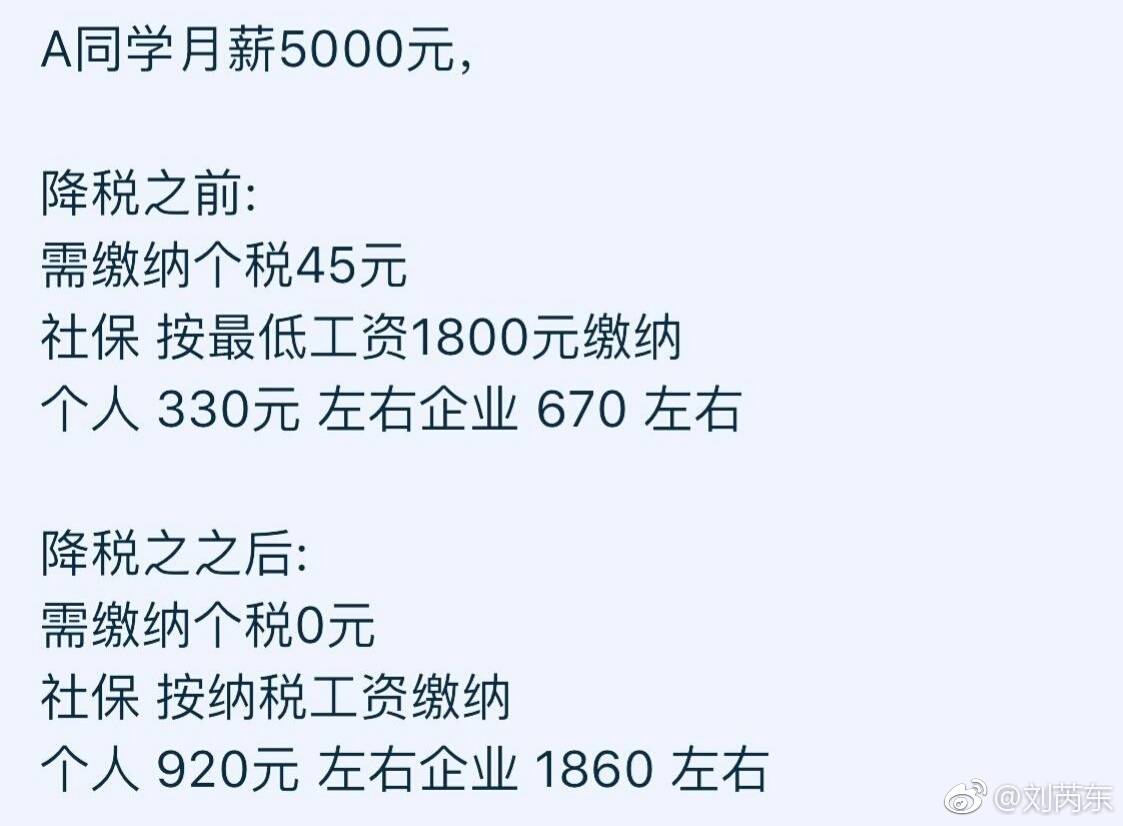 A同学月薪5000元,
降税之前:
需缴纳个税45元
社保 按最低工资1800元缴纳
个人 330元 左右企业 670 左右
降税之之后:
需缴纳个税0元
社保 按纳税工资缴纳
个人 920元 左右企业 1860 左右
@刘芮东